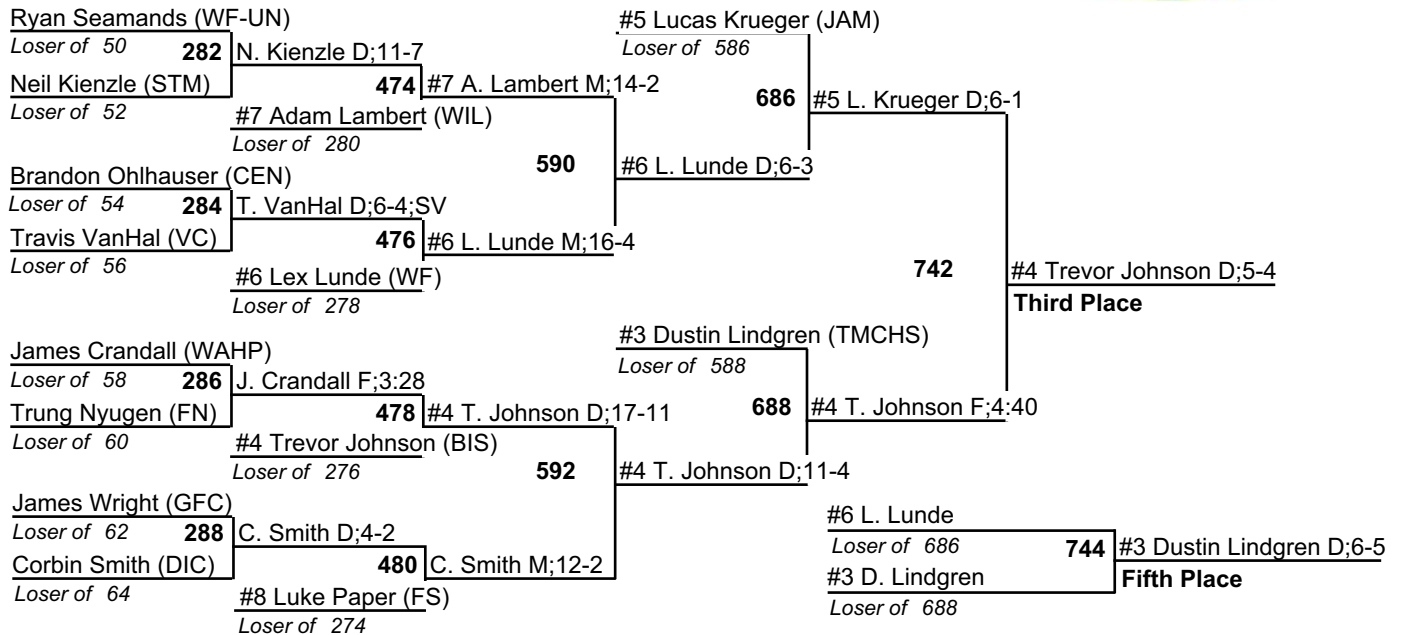 Ryan Seamands (WF-UN)
Loser of 50
282
N. Kienzle D;11-7
Neil Kienzle (STM)
Loser of 52
474
#7 A. Lambert M;14-2
#7 Adam Lambert (WIL)
Loser of 280
590
#6 L. Lunde D;6-3
Brandon Ohlhauser (CEN)
Loser of 54
284
T. VanHal D;6-4;SV
Travis VanHal (VC)
Loser of 56
476
#6 L. Lunde M;16-4
#6 Lex Lunde (WF)
Loser of 278
#5 Lucas Krueger (JAM)
Loser of 586
686
#5 L. Krueger D;6-1
742
#4 Trevor Johnson D;5-4
Third Place
James Crandall (WAHP)
Loser of 58
286
J. Crandall F;3:28
Trung Nyugen (FN)
Loser of 60
478
#4 T. Johnson D;17-11
#4 Trevor Johnson (BIS)
Loser of 276
592
#4 T. Johnson D;11-4
James Wright (GFC)
Loser of 62
288
C. Smith D;4-2
Corbin Smith (DIC)
Loser of 64
480
C. Smith M;12-2
#8 Luke Paper (FS)
Loser of 274
#3 Dustin Lindgren (TMCHS)
Loser of 588
688
#4 T. Johnson F;4:40
#6 L. Lunde
Loser of 686
744
#3 Dustin Lindgren D;6-5
#3 D. Lindgren
Fifth Place
Loser of 688